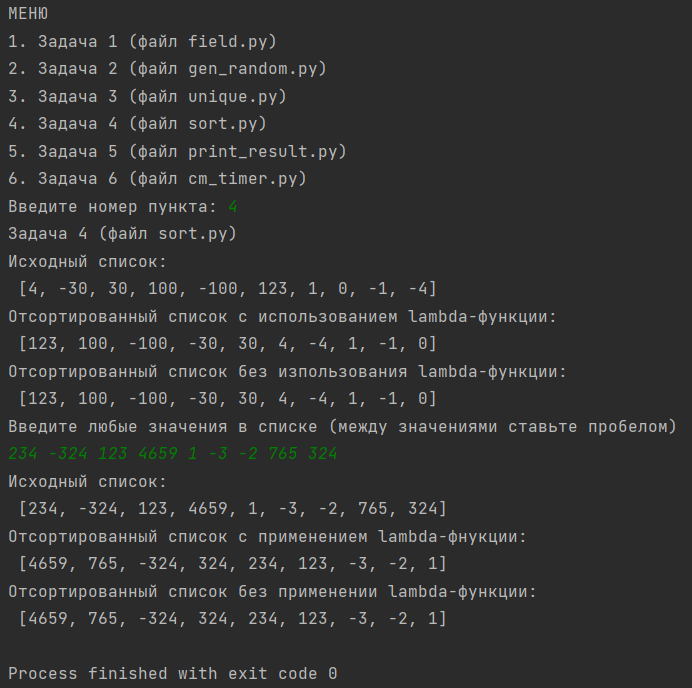 МЕНЮ
1. Задача 1 (файл field.py)
2. Задача 2 (файл gen_random.py)
3. Задача 3 (файл unique.py)
4. Задача 4 (файл sort.py)
5. Задача 5 (файл print_result.py)
6. Задача 6 (файл cm_timer.py)
Введите номер пункта: 4
Задача 4 (файл sort.py)
Исходный список:
[4, -30, 30, 100, -100, 123, 1, 0, -1, -4]
Отсортированный список с использованием lambda-функции:
[123, 100, -100, -30, 30, 4, -4, 1, -1, 0]
Отсортированный список без изпользования lambda-функции:
[123, 100, -100, -30, 30, 4, -4, 1, -1, 0]
Введите любые значения в списке (между значениями ставьте пробелом)
234 -324 123 4659 1 -3 -2 765 324
Исходный список:
[234, -324, 123, 4659, 1, -3, -2, 765, 324]
Отсортированный список с применением lambda-фнукции:
[4659, 765, -324, 324, 234, 123, -3, -2, 1]
Отсортированный список без применении lambda-функции:
[4659, 765, -324, 324, 234, 123, -3, -2, 1]
Process finished with exit code 0